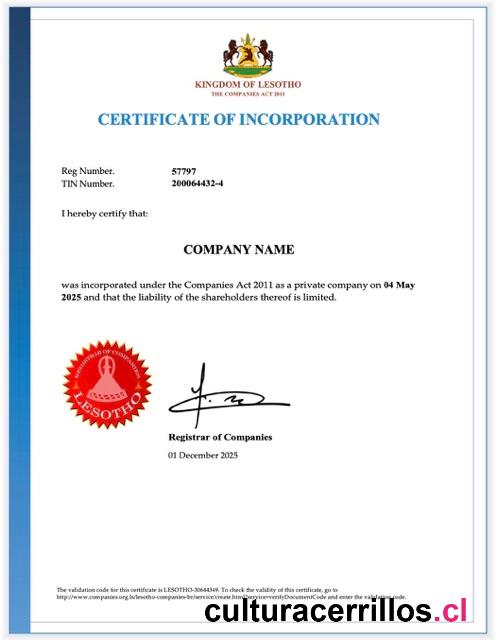 KINGDOM OF LESOTHO
THE COMPANIES ACT 2011
CERTIFICATE OF INCORPORATION
Reg Number. 57797
TIN Number. 200064432-4
I hereby certify that:
COMPANY NAME
was incorporated under the Companies Act 2011 as a private company on 04 May
2025 and that the liability of the shareholders thereof is limited.
REGISTRAR OF COMPANIES
LESOTHO
Registrar of Companies
01 December 2025
The validation code for this certificate is LESOTHO-30644349. To check the validity of this certificate, go to
http://www.companies.org.ls/lesotho-companies-br/service/create.html?service=verifyDocumentCode and enter the validation code.
culturacerrillos.cl